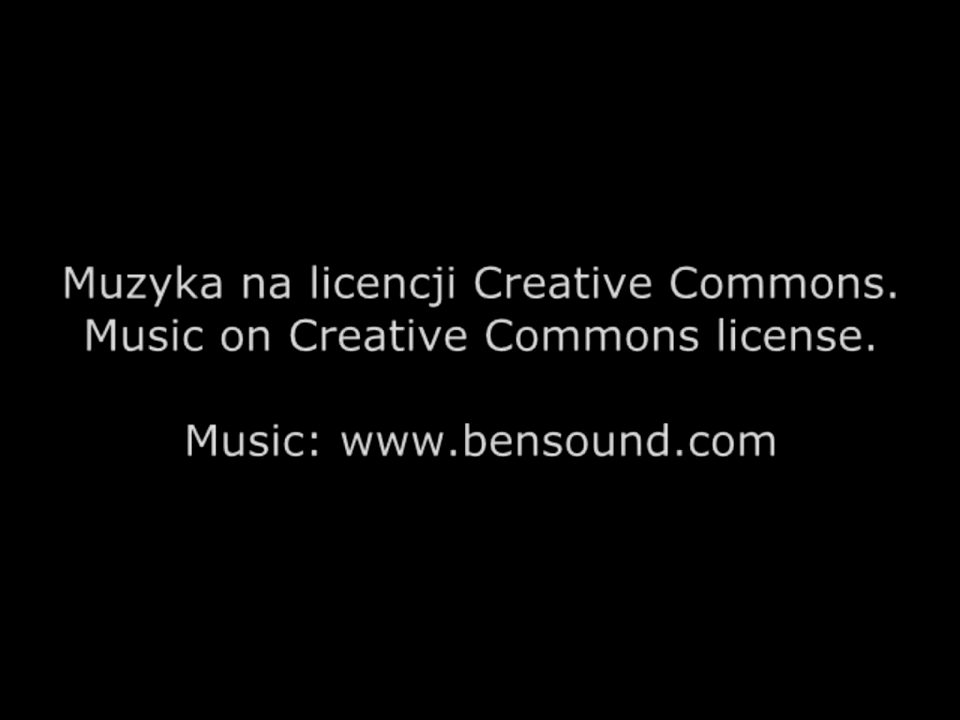 Muzyka na licencji Creative Commons.
Music on Creative Commons license.
Music: www.bensound.com